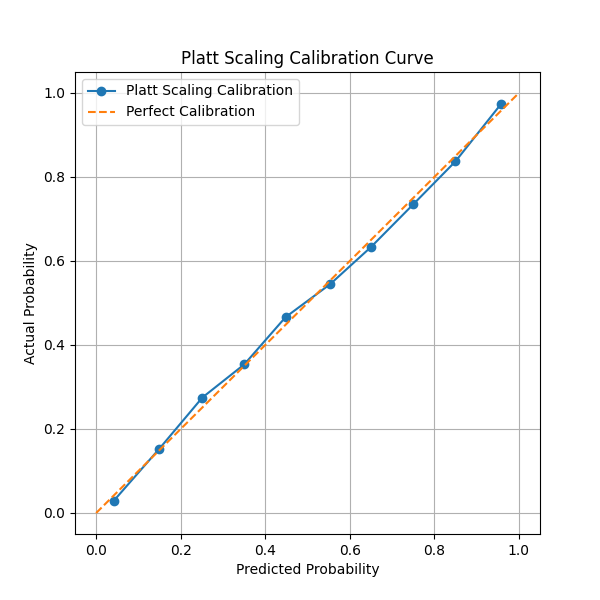 Platt Scaling Calibration Curve
Platt Scaling Calibration
Perfect Calibration
1.0
0.8
0.6
0.4
0.2
0.0
Actual Probability
0.0 0.2 0.4 0.6 0.8 1.0
Predicted Probability